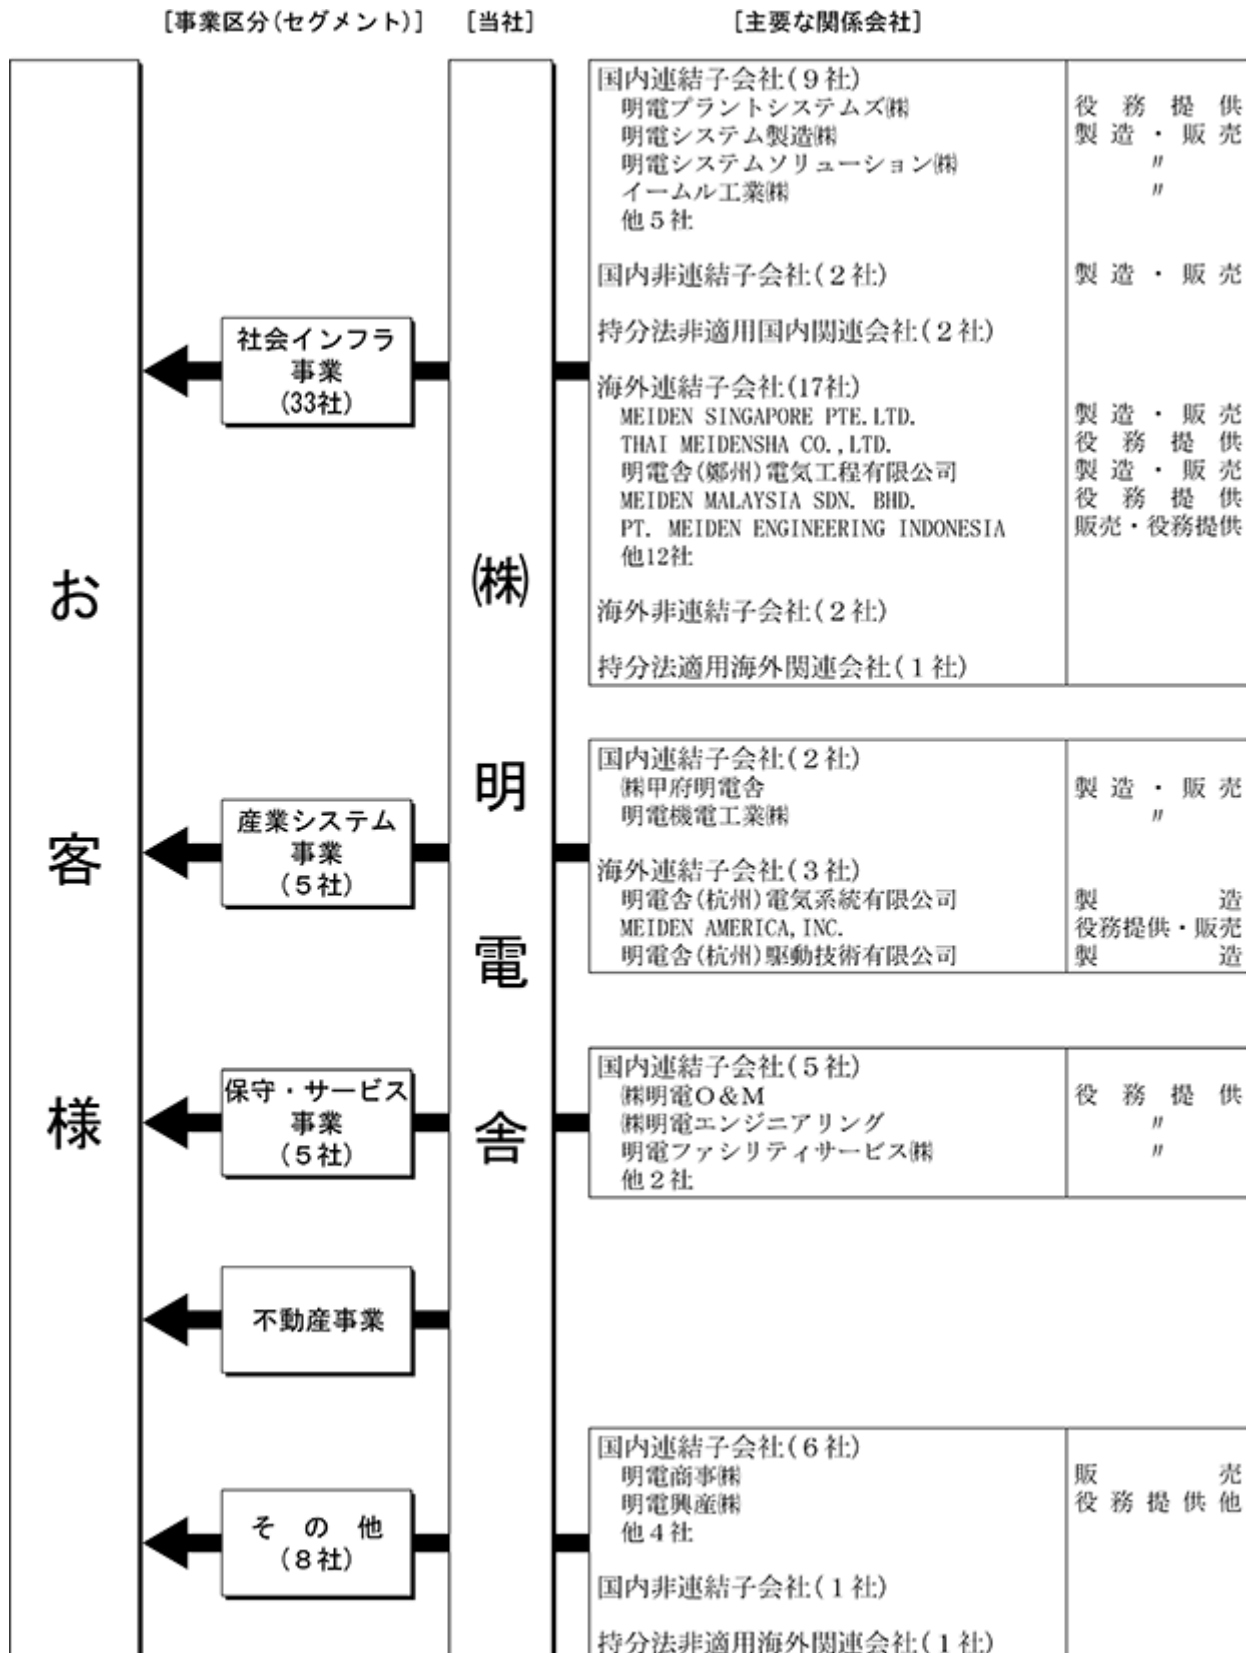 [事業区分(セグメント)] [当社] [主要な関係会社]
お客様
㈱明電舎
社会インフラ
事業
(33社)
国内連結子会社(9社)
明電プラントシステムズ㈱ 役務提供
明電システム製造㈱ 製造・販売
明電システムソリューション㈱ 〃
イームル工業㈱ 〃
他5社
国内非連結子会社(2社) 製造・販売
持分法非適用国内関連会社(2社)
海外連結子会社(17社)
MEIDEN SINGAPORE PTE.LTD. 製造・販売
THAI MEIDENSHA CO.,LTD. 役務提供
明電舎(鄭州)電気工程有限公司 製造・販売
MEIDEN MALAYSIA SDN. BHD. 役務提供
PT. MEIDEN ENGINEERING INDONESIA 販売・役務提供
他12社
海外非連結子会社(2社)
持分法適用海外関連会社(1社)
産業システム
事業
(5社)
国内連結子会社(2社)
㈱甲府明電舎 製造・販売
明電機電工業㈱ 〃
海外連結子会社(3社)
明電舎(杭州)電気系統有限公司 製造
MEIDEN AMERICA,INC. 役務提供・販売
明電舎(杭州)駆動技術有限公司 製造
保守・サービス
事業
(5社)
国内連結子会社(5社)
㈱明電O&M 役務提供
㈱明電エンジニアリング 〃
明電ファシリティサービス㈱ 〃
他2社
不動産事業
その他
(8社)
国内連結子会社(6社)
明電商事㈱ 販売
明電興産㈱ 役務提供他
他4社
国内非連結子会社(1社)
持分法非適用海外関連会社(1社)